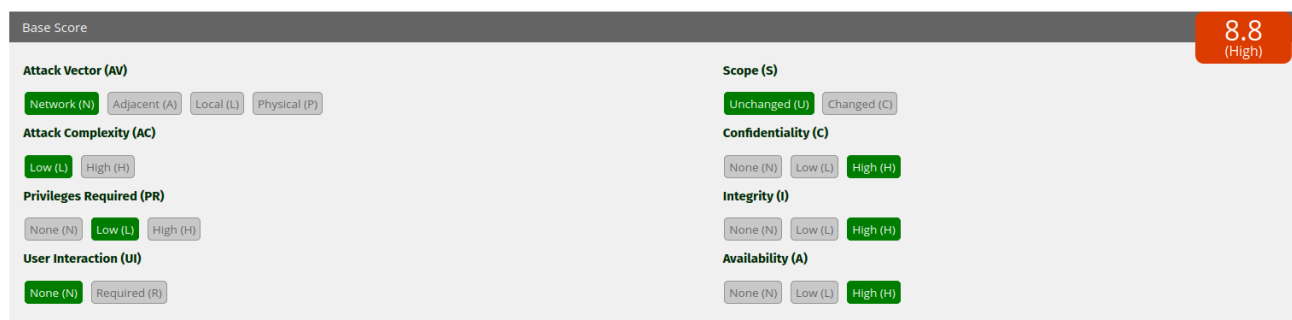 Base Score
8.8
(High)
Attack Vector (AV)
Network (N) Adjacent (A) Local (L) Physical (P)
Attack Complexity (AC)
Low (L) High (H)
Privileges Required (PR)
None (N) Low (L) High (H)
User Interaction (UI)
None (N) Required (R)
Scope (S)
Unchanged (U) Changed (C)
Confidentiality (C)
None (N) Low (L) High (H)
Integrity (I)
None (N) Low (L) High (H)
Availability (A)
None (N) Low (L) High (H)